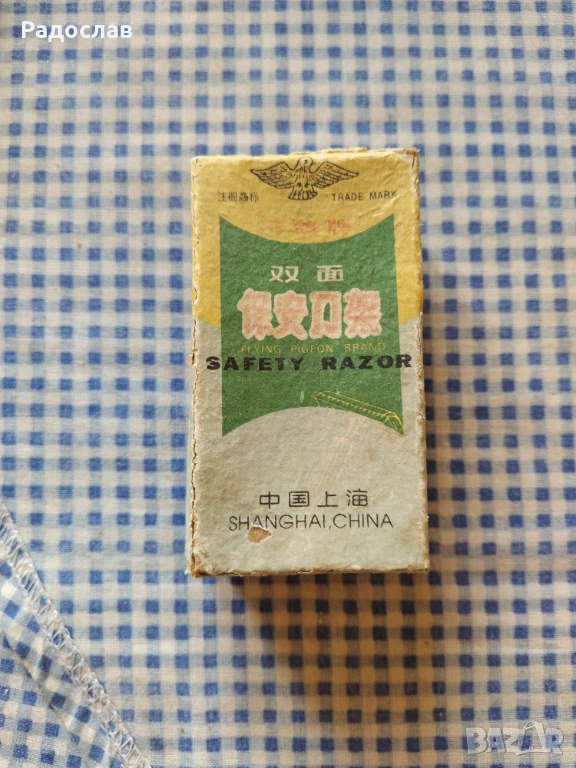 Радослав
注册商标
TRADE MARK
双面
保安刀架
FLYING PIGEON BRAND
SAFETY RAZOR
中国上海
SHANGHAI, CHINA
BAZAR